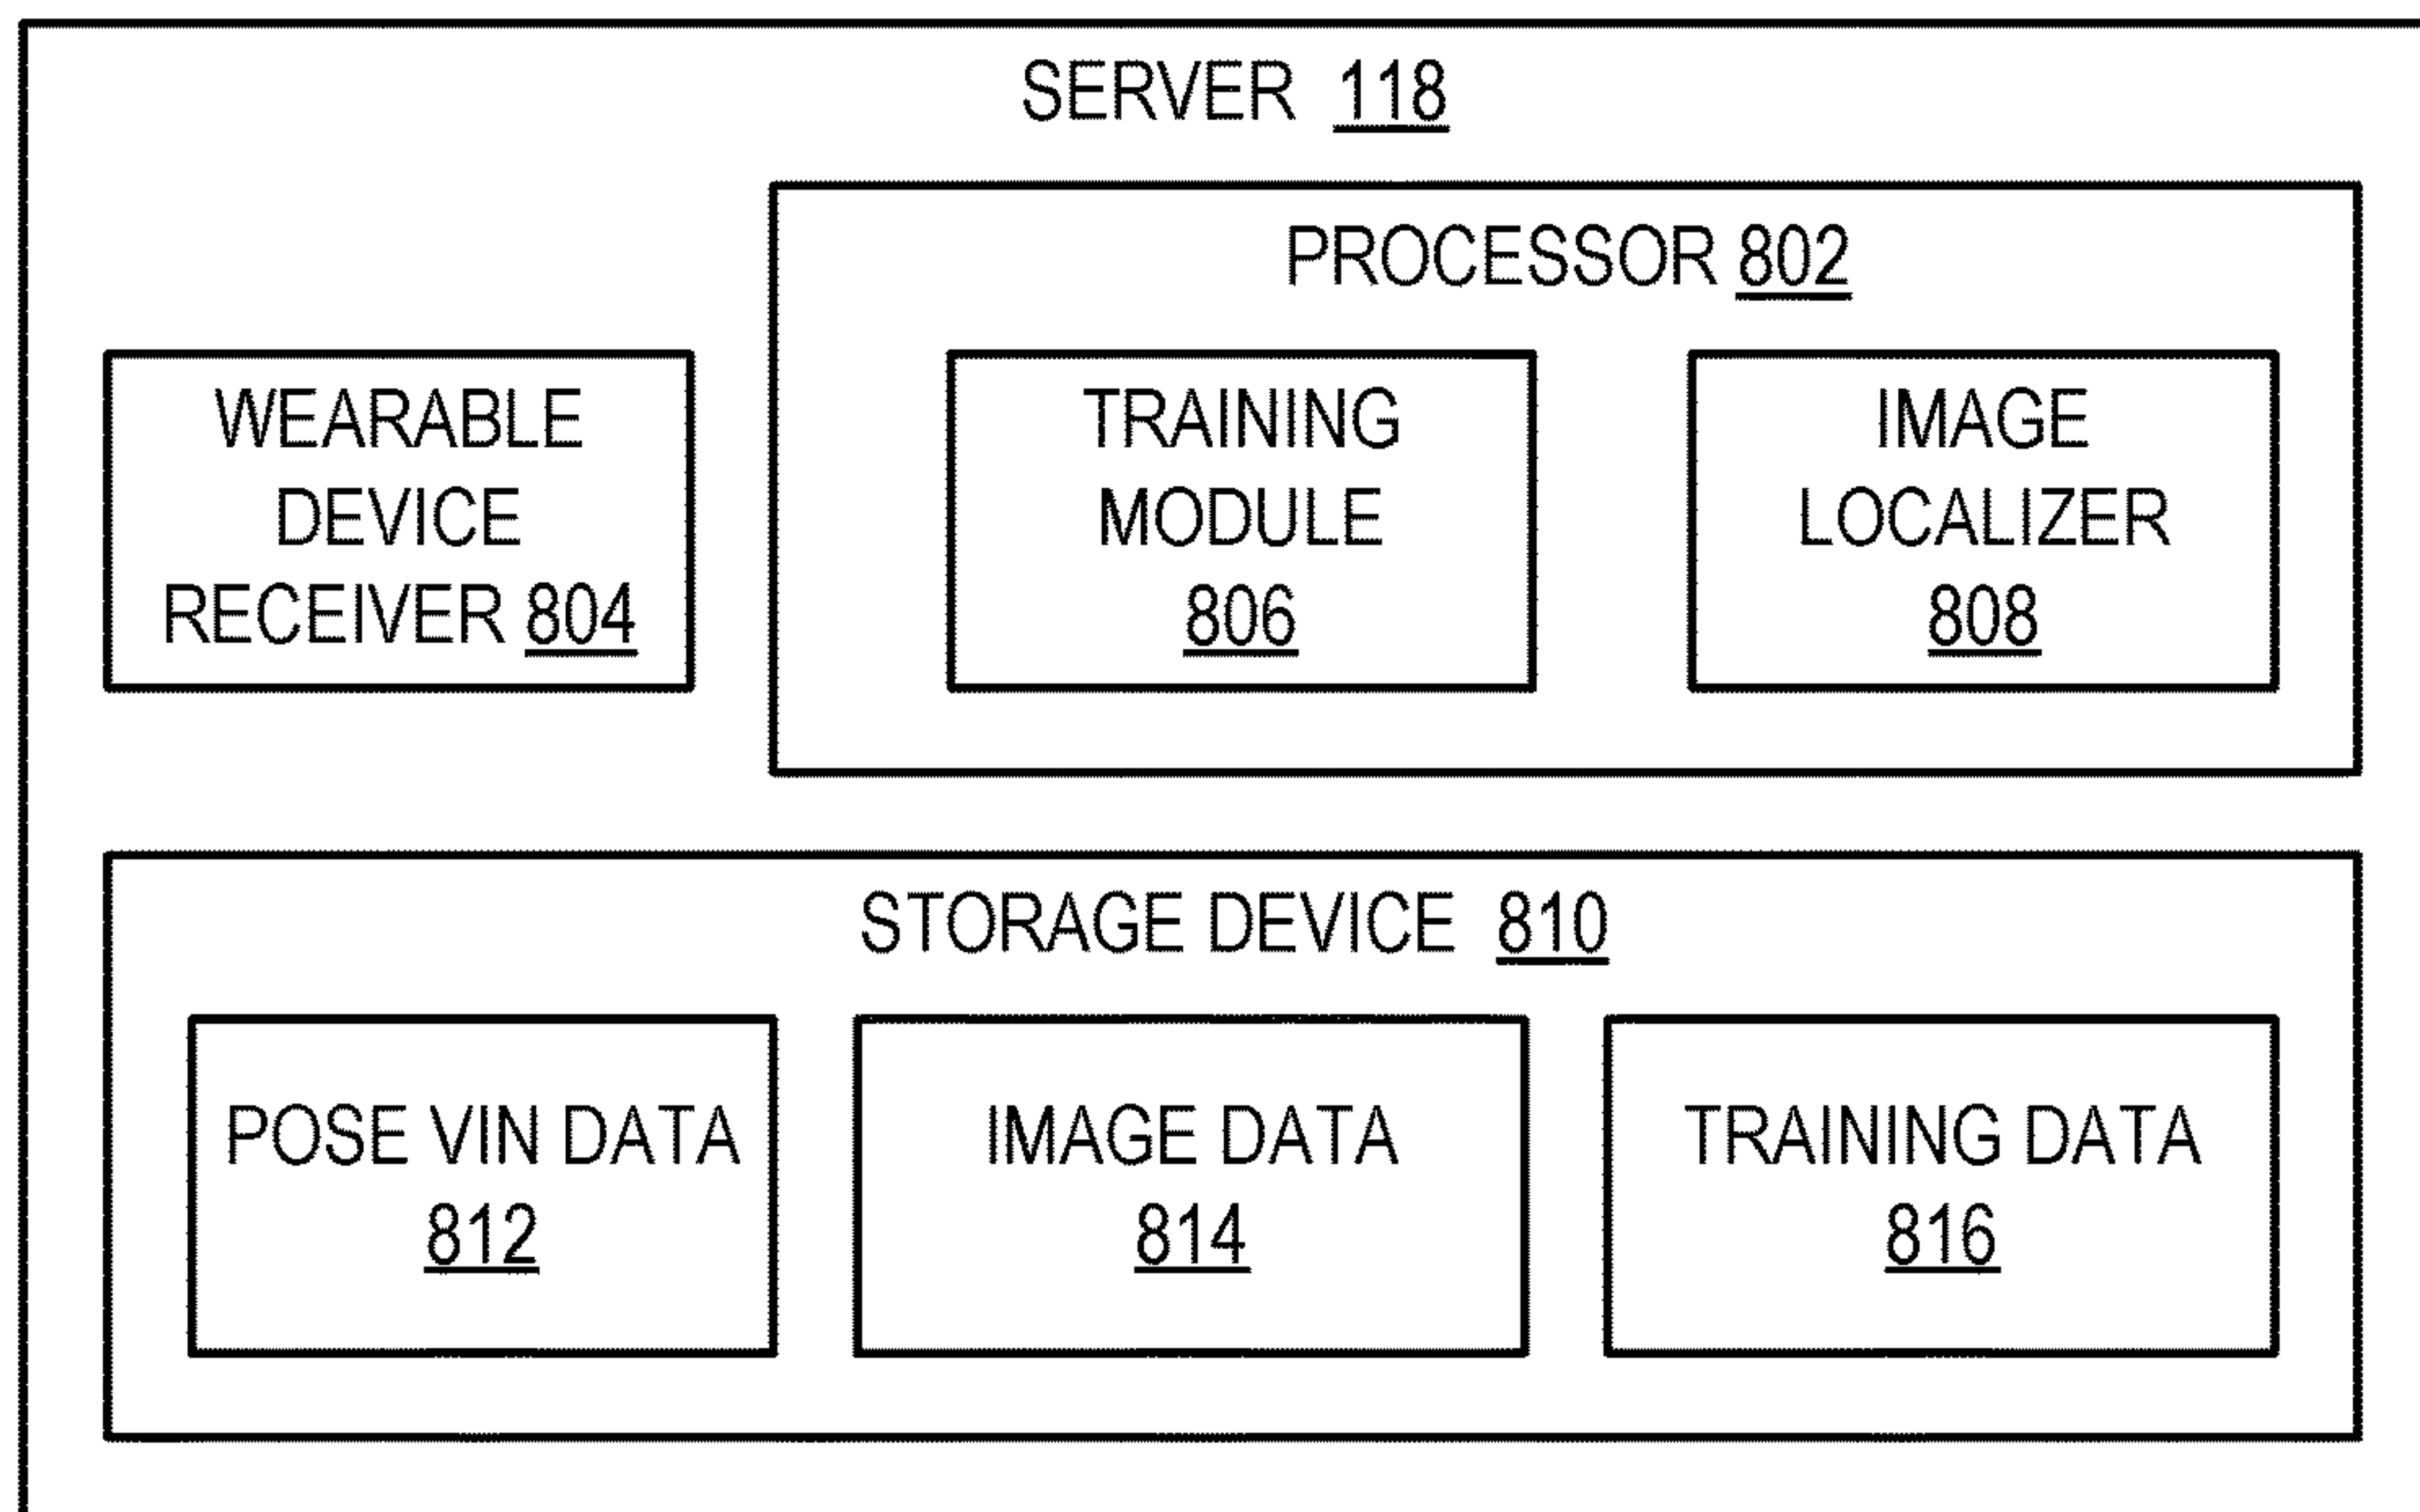 SERVER 118
PROCESSOR 802
WEARABLE
DEVICE
RECEIVER 804
TRAINING
MODULE
806
IMAGE
LOCALIZER
808
STORAGE DEVICE 810
POSE VIN DATA
812
IMAGE DATA
814
TRAINING DATA
816